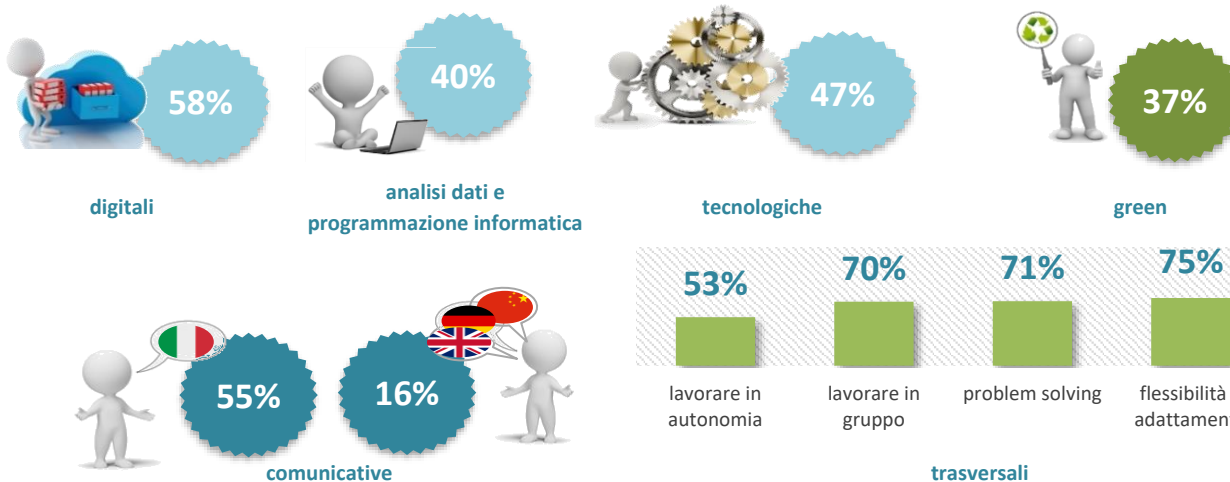 58%
40%
47%
37%
digitali
analisi dati e
programmazione informatica
tecnologiche
green
55%
16%
comunicative
53%
70%
71%
75%
lavorare in
autonomia
lavorare in
gruppo
problem solving
flessibilità
adattament
trasversali